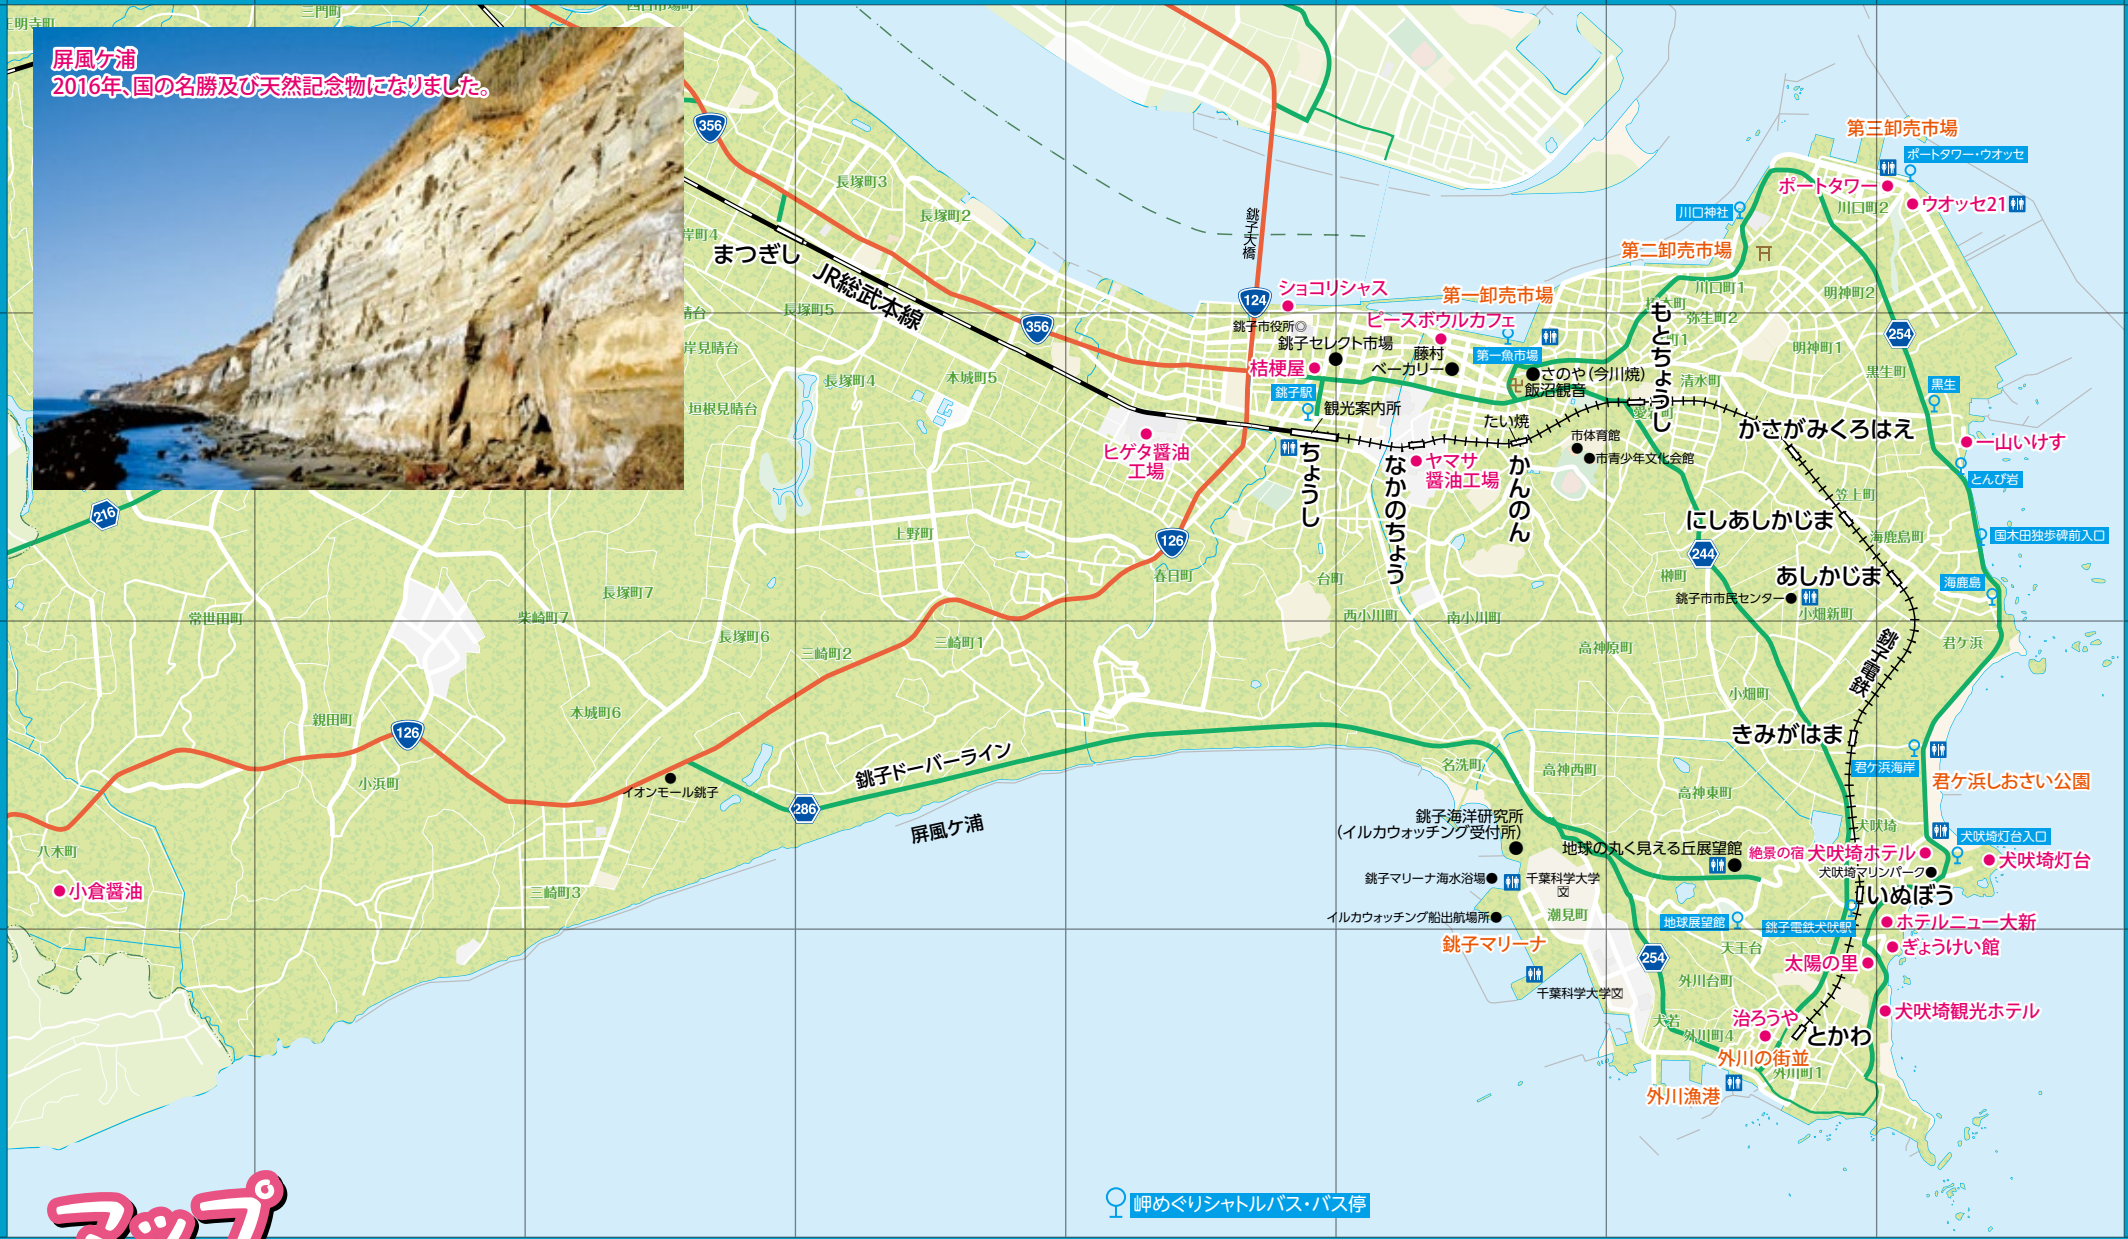 屏風ケ浦
2016年、国の名勝及び天然記念物になりました。
三門町
356
長塚町3
長塚町2
まつぎし
JR総武本線
長塚町5
岸見晴台
長塚町4
本城町5
垣根見晴台
356
銚子大橋
124
ショコリシャス
銚子市役所◎
銚子セレクト市場
桔梗屋
銚子駅
観光案内所
第一卸売市場
ピースボウルカフェ
藤村
ベーカリー
第一魚市場
さのや(今川焼)
飯沼観音
たい焼
市体育館
市青少年文化会館
ヒゲタ醤油
工場
ちょうし
なかのちょう
ヤマサ
醤油工場
かんのん
もとちょうし
第三卸売市場
ポートタワー・ウオッセ
ポートタワー
川口町2
ウオッセ21
川口神社
第二卸売市場
川口町1
明神町2
弥生町2
明神町1
清水町
254
黒生町
黒生
かさがみくろはえ
一山いけす
とんび岩
笠上町
にしあしかじま
海鹿島町
国木田独歩碑前入口
244
榊町
あしかじま
海鹿島
銚子市市民センター
小畑新町
君ケ浜
銚子電鉄
216
上野町
126
春日町
台町
西小川町
南小川町
高神原町
小畑町
常世田町
柴崎町7
長塚町7
長塚町6
三崎町2
三崎町1
親田町
本城町6
126
小浜町
イオンモール銚子
286
銚子ドーバーライン
屏風ケ浦
八木町
小倉醤油
三崎町3
きみがはま
君ケ浜海岸
君ケ浜しおさい公園
名洗町
高神西町
高神東町
犬吠埼
銚子海洋研究所
(イルカウォッチング受付所)
地球の丸く見える丘展望館
絶景の宿 犬吠埼ホテル
犬吠埼灯台入口
犬吠埼灯台
犬吠埼マリンパーク
いぬぼう
銚子マリーナ海水浴場
千葉科学大学
潮見町
イルカウォッチング船出航場所
銚子マリーナ
千葉科学大学
地球展望館
銚子電鉄犬吠駅
ホテルニュー大新
天王台
ぎょうけい館
太陽の里
254
外川台町
犬吠埼観光ホテル
犬若
外川町4
治ろうや
とかわ
外川の街並
外川町1
外川漁港
岬めぐりシャトルバス・バス停
マップ